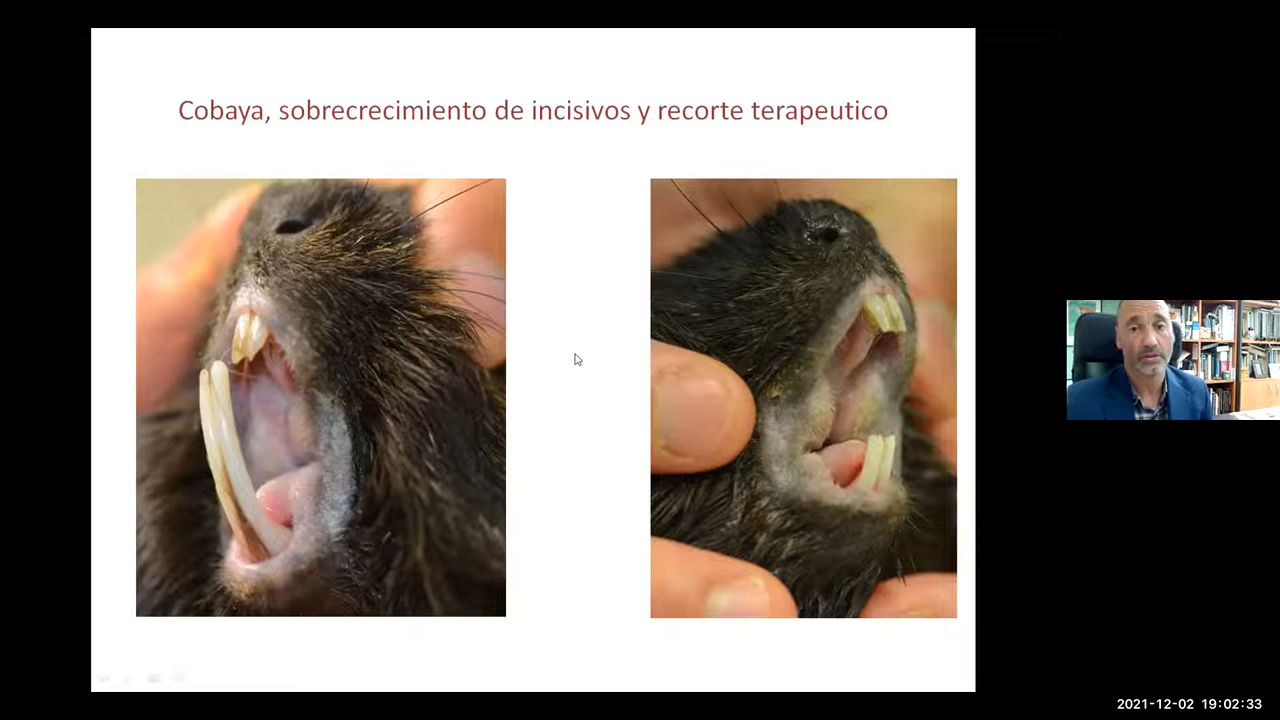 Cobaya, sobrecrecimiento de incisivos y recorte terapeutico
2021-12-02 19:02:33